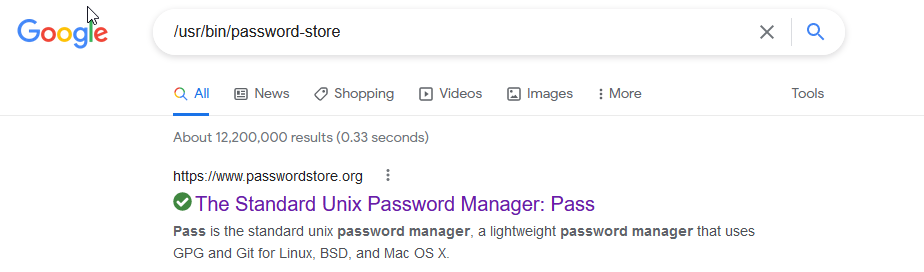 Google
/usr/bin/password-store
All News Shopping Videos Images More Tools
About 12,200,000 results (0.33 seconds)
https://www.passwordstore.org
The Standard Unix Password Manager: Pass
Pass is the standard unix password manager, a lightweight password manager that uses
GPG and Git for Linux, BSD, and Mac OS X.